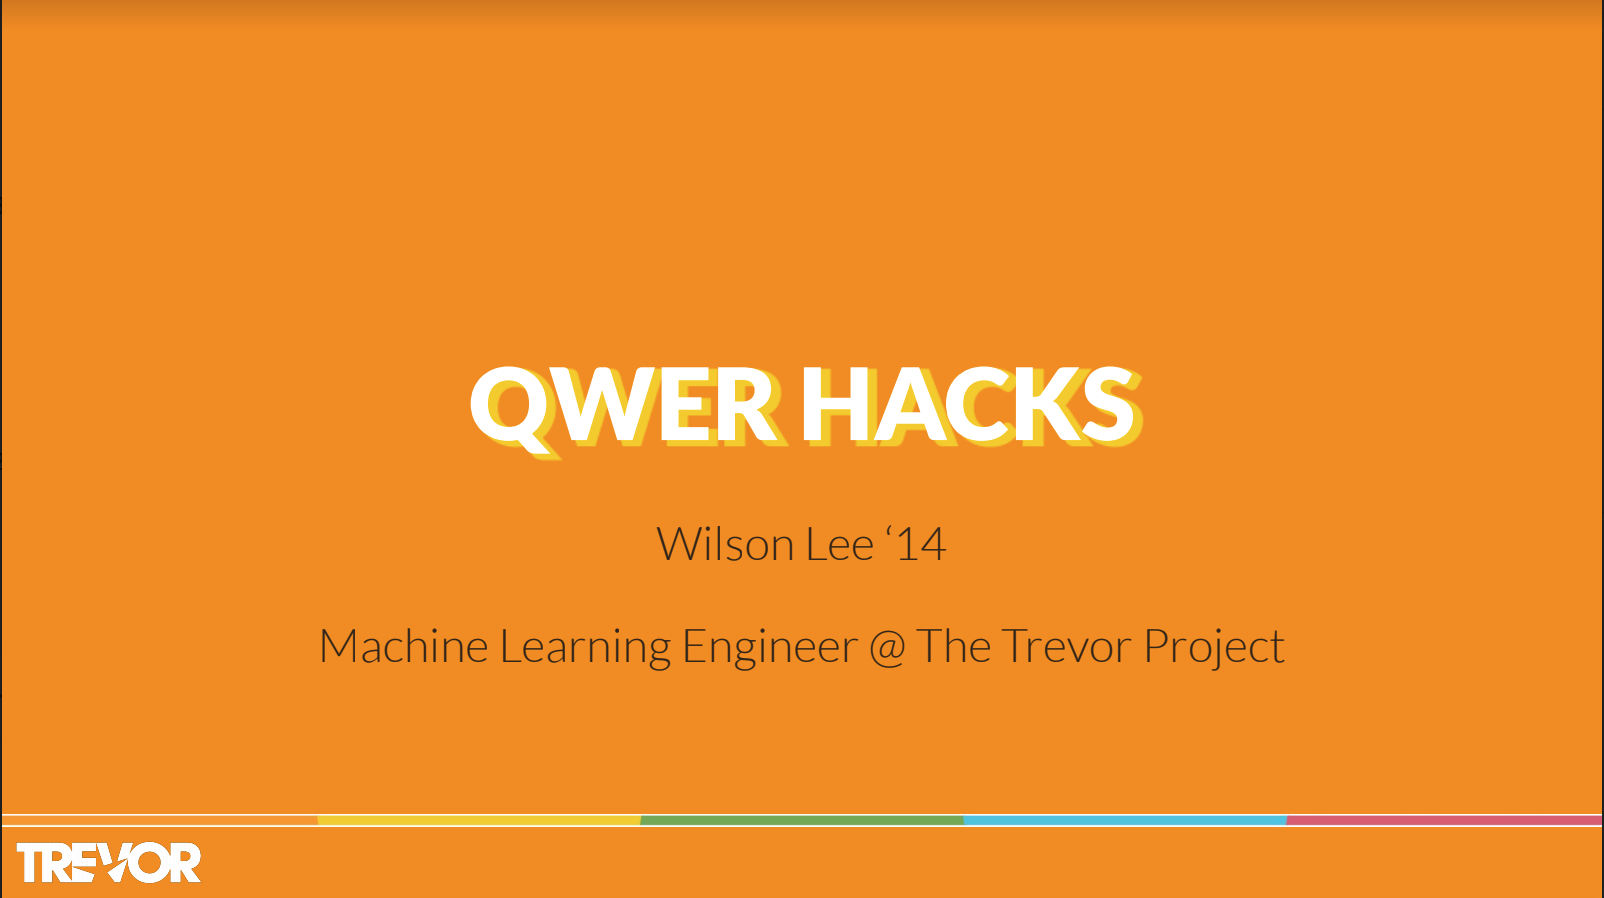 QWER HACKS
Wilson Lee ‘14
Machine Learning Engineer @ The Trevor Project
TREVOR